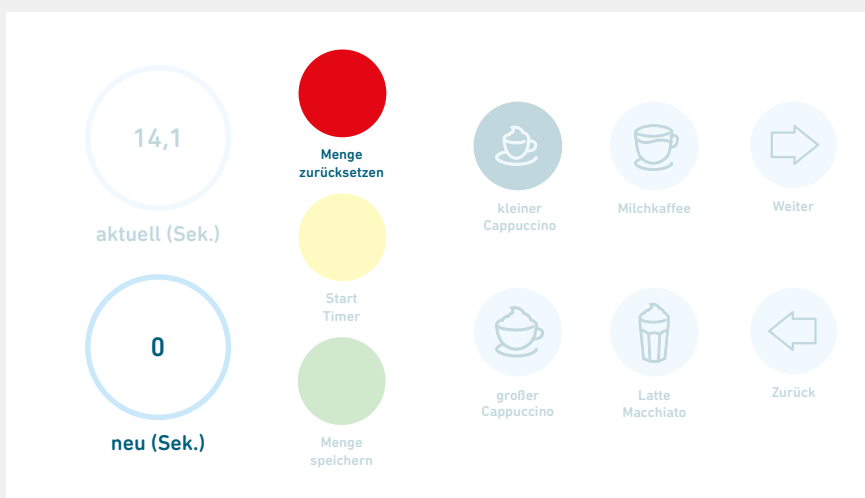 14,1
aktuell (Sek.)
0
neu (Sek.)
Menge
zurücksetzen
Start
Timer
Menge
speichern
kleiner
Cappuccino
Milchkaffee
Weiter
großer
Cappuccino
Latte
Macchiato
Zurück